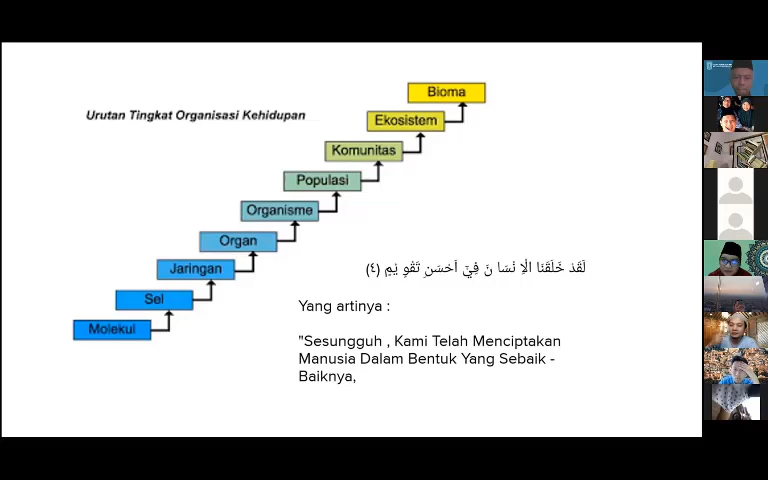 Urutan Tingkat Organisasi Kehidupan
Bioma
Ekosistem
Komunitas
Populasi
Organisme
Organ
Jaringan
Sel
Molekul
لَقَدْ خَلَقْنَا الْاِ نْسَا نَ فِيْۤ اَحْسَنِ تَقْوِ يْمٍ (٤)
Yang artinya :
"Sesungguh , Kami Telah Menciptakan
Manusia Dalam Bentuk Yang Sebaik -
Baiknya,